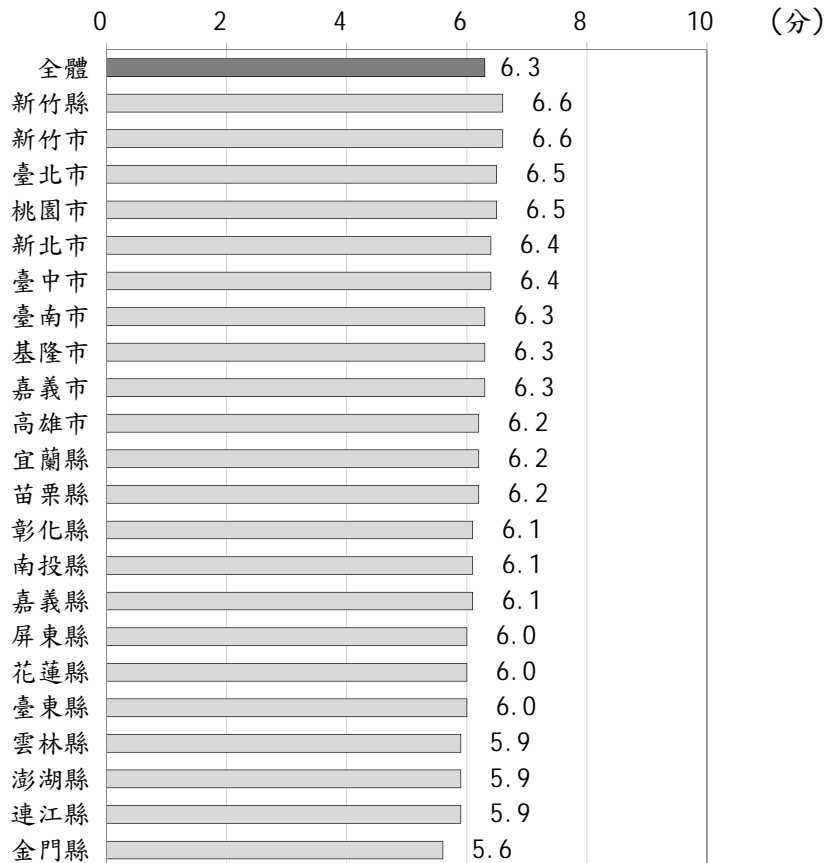 0 2 4 6 8 10 (分)
全體 6.3
新竹縣 6.6
新竹市 6.6
臺北市 6.5
桃園市 6.5
新北市 6.4
臺中市 6.4
臺南市 6.3
基隆市 6.3
嘉義市 6.3
高雄市 6.2
宜蘭縣 6.2
苗栗縣 6.2
彰化縣 6.1
南投縣 6.1
嘉義縣 6.1
屏東縣 6.0
花蓮縣 6.0
臺東縣 6.0
雲林縣 5.9
澎湖縣 5.9
連江縣 5.9
金門縣 5.6